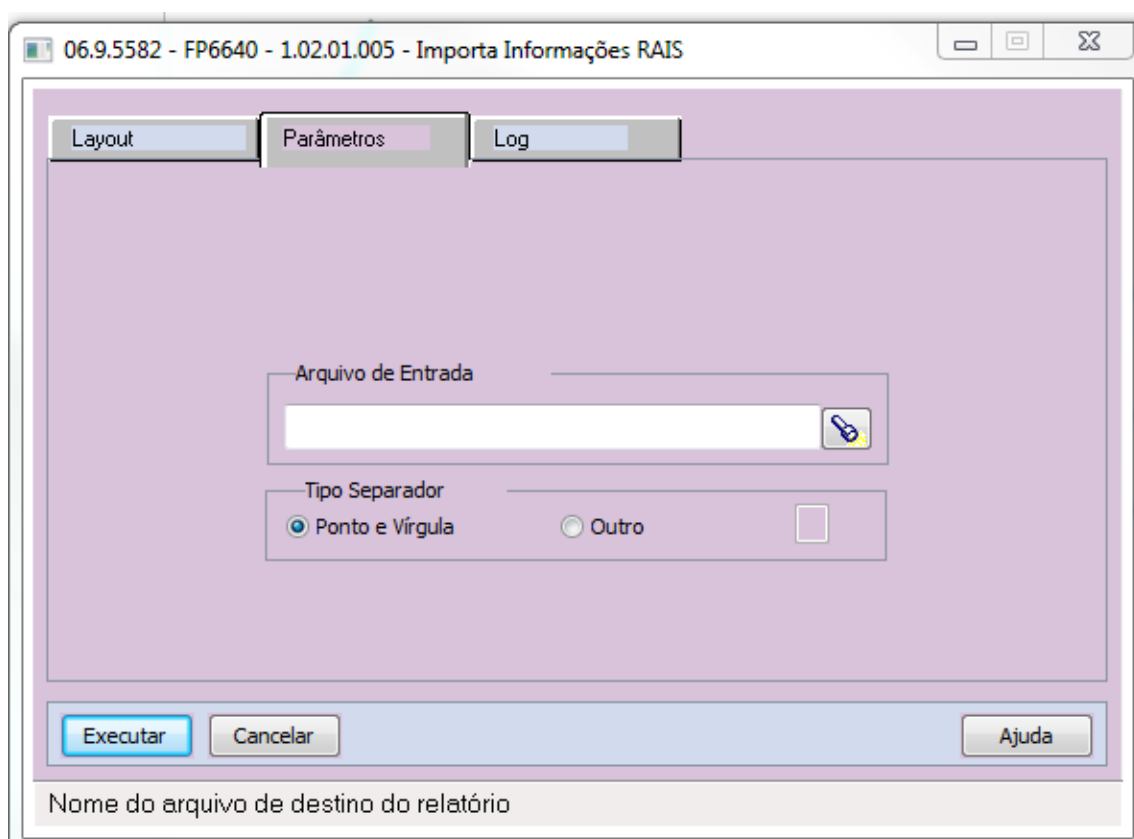 06.9.5582 - FP6640 - 1.02.01.005 - Importa Informações RAIS
Layout Parâmetros Log
Arquivo de Entrada
Tipo Separador
Ponto e Vírgula Outro
Executar Cancelar Ajuda
Nome do arquivo de destino do relatório